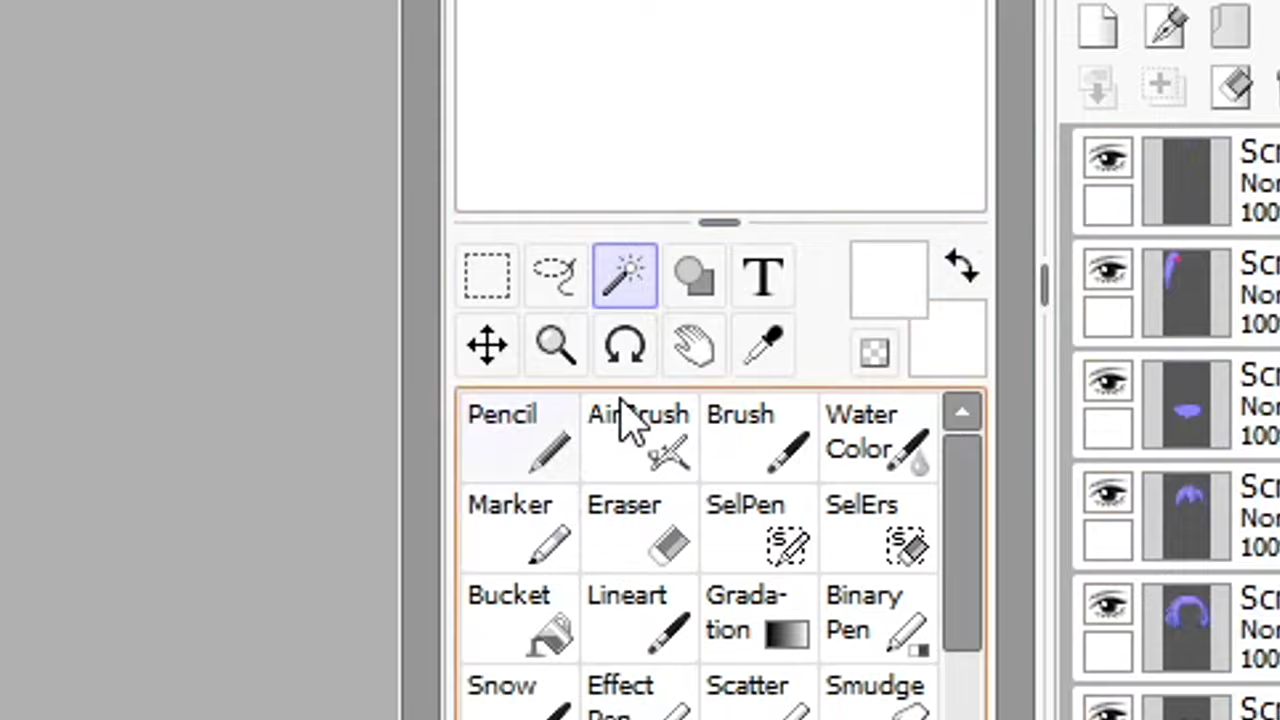 T
Pencil
AirBrush
Brush
Water
Color
Marker
Eraser
SelPen
SelErs
Bucket
Lineart
Grada-
tion
Binary
Pen
Snow
Effect
Pen
Scatter
Smudge
Scr
Nor
100
Scr
Nor
100
Scr
Nor
100
Scr
Nor
100
Scr
Nor
100
Scr